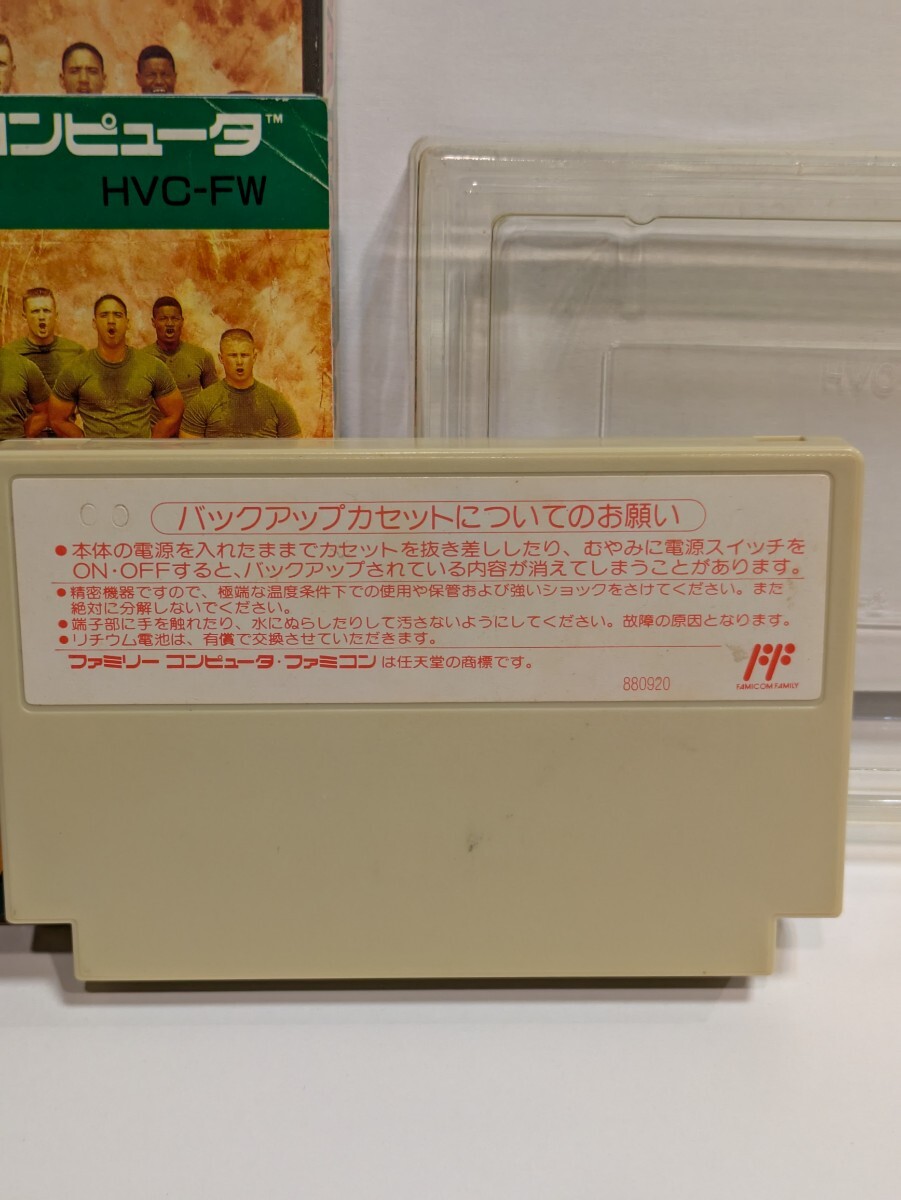 コンピュータ™
HVC-FW
HVC
バックアップカセットについてのお願い
●本体の電源を入れたままでカセットを抜き差ししたり、むやみに電源スイッチを
ON・OFFすると、バックアップされている内容が消えてしまうことがあります。
●精密機器ですので、極端な温度条件下での使用や保管および強いショックをさけてください。また
絶対に分解しないでください。
●端子部に手を触れたり、水にぬらしたりして汚さないようにしてください。故障の原因となります。
●リチウム電池は、有償で交換させていただきます。
ファミリー コンピュータ・ファミコン は任天堂の商標です。
880920
FAMICOM FAMILY